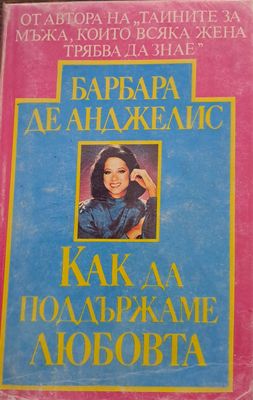 ОТ АВТОРА НА „ТАЙНИТЕ ЗА
МЪЖА, КОИТО ВСЯКА ЖЕНА
ТРЯБВА ДА ЗНАЕ”
БАРБАРА
ДЕ АНДЖЕЛИС
КАК ДА
ПОДДЪРЖАМЕ
ЛЮБОВТА